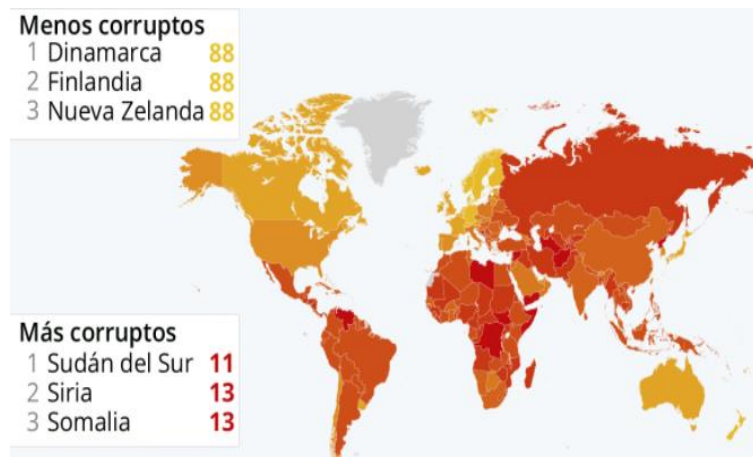 Menos corruptos
1 Dinamarca 88
2 Finlandia 88
3 Nueva Zelanda 88
Más corruptos
1 Sudán del Sur 11
2 Siria 13
3 Somalia 13